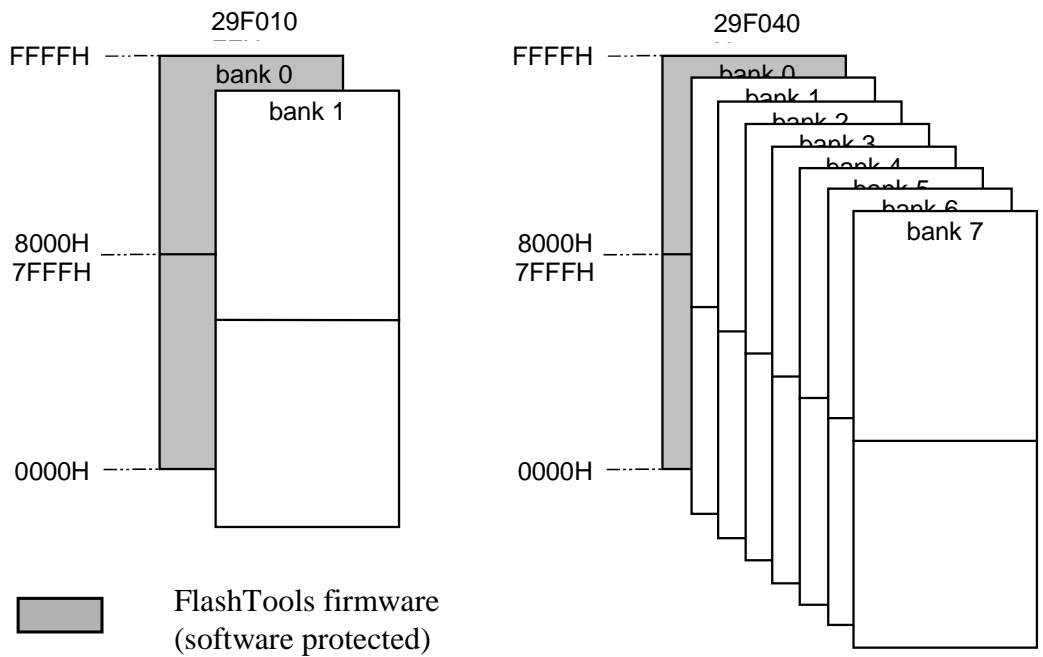 29F010
FFFFH
bank 0
bank 1
8000H
7FFFH
0000H
29F040
FFFFH
bank 0
bank 1
bank 2
bank 3
bank 4
bank 5
bank 6
bank 7
8000H
7FFFH
0000H
FlashTools firmware
(software protected)